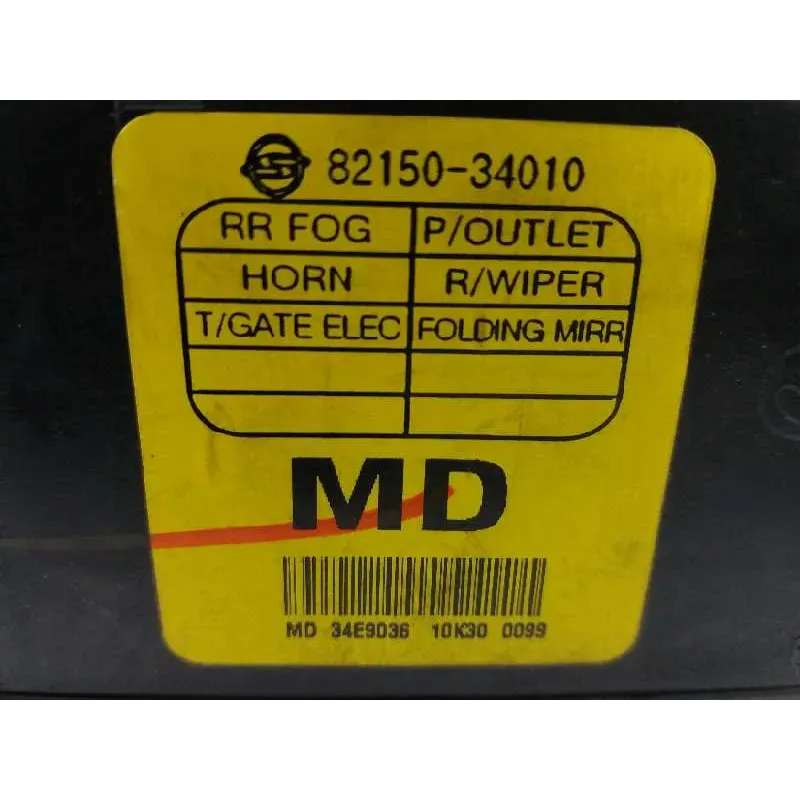 82150-34010
RR FOG P/OUTLET
HORN R/WIPER
T/GATE ELEC FOLDING MIRR
MD
MD 34E9036 10K30 0099